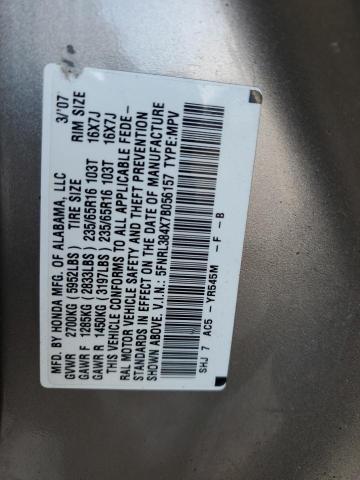 MFD. BY HONDA MFG. OF ALABAMA, LLC 3/'07
GVWR 2700KG(5952LBS) TIRE SIZE RIM SIZE
GAWR F 1285KG(2833LBS) 235/65R16 103T 16X7J
GAWR R 1450KG(3197LBS) 235/65R16 103T 16X7J
THIS VEHICLE CONFORMS TO ALL APPLICABLE FEDE-
RAL MOTOR VEHICLE SAFETY AND THEFT PREVENTION
STANDARDS IN EFFECT ON THE DATE OF MANUFACTURE
ABOVE. V.I.N.: 5FNRL384X7B056157 TYPE:MPV
SHJ 7 AC5 -YR545M -F -B